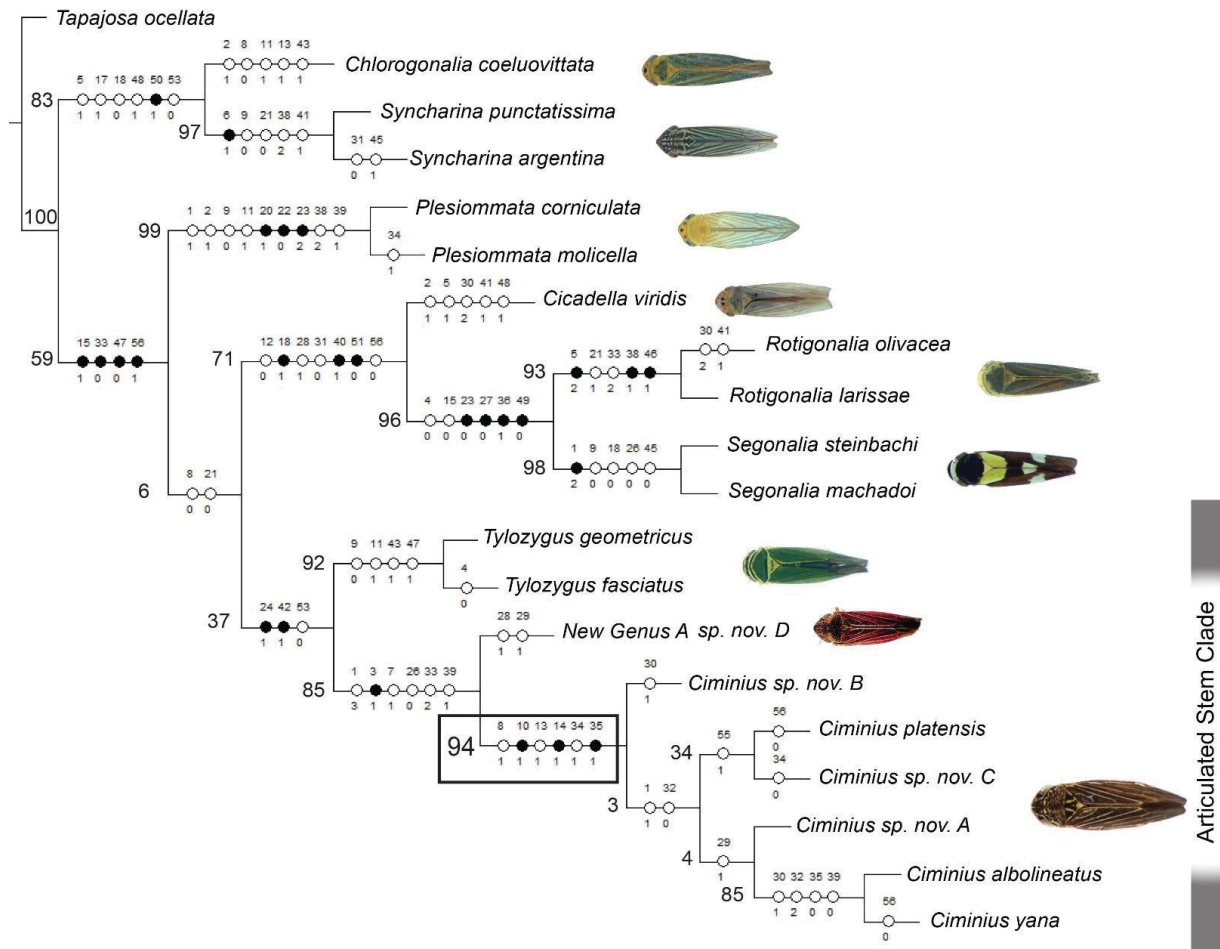 Tapajosa ocellata
2 8 11 13 43
Chlorogonalia coeluovittata
1 0 1 1 1
5 17 18 48 50 53
83
1 1 0 1 1 0
6 9 21 38 41
Syncharina punctatissima
97
1 0 0 2 1
31 45
Syncharina argentina
0 1
100
1 2 9 11 20 22 23 38 39
Plesiommata corniculata
99
1 1 0 1 1 0 2 2 1
34
Plesiommata molicella
1
2 5 30 41 48
Cicadella viridis
1 1 2 1 1
15 33 47 56
59
1 0 0 1
12 18 28 31 40 51 56
71
0 1 1 0 1 0 0
30 41
Rotigonalia olivacea
2 1
5 21 33 38 46
93
2 1 2 1 1
Rotigonalia larissae
4 15 23 27 36 49
96
0 0 0 0 1 0
Segonalia steinbachi
1 9 18 26 45
98
2 0 0 0 0
Segonalia machadoi
8 21
6
0 0
Tylozygus geometricus
9 11 43 47
92
0 1 1 1
4
Tylozygus fasciatus
0
24 42 53
37
1 1 0
28 29
New Genus A sp. nov. D
1 1
1 3 7 26 33 39
85
3 1 1 0 2 1
30
Ciminius sp. nov. B
1
8 10 13 14 34 35
94
1 1 1 1 1 1
56
Ciminius platensis
0
55
34
1
34
Ciminius sp. nov. C
0
1 32
3
1 0
Ciminius sp. nov. A
29
4
1
30 32 35 39
85
1 2 0 0
Ciminius albolineatus
56
Ciminius yana
0
Articulated Stem Clade